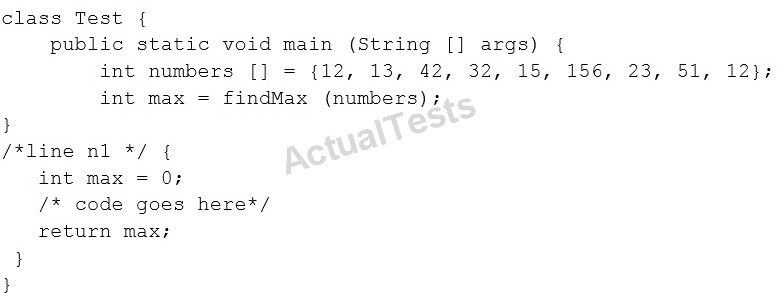 class Test {
    public static void main (String [] args) {
        int numbers [] = {12, 13, 42, 32, 15, 156, 23, 51, 12};
        int max = findMax (numbers);
}
/*line n1 */ {
   int max = 0;
   /* code goes here*/
   return max;
 }
}
ActualTests